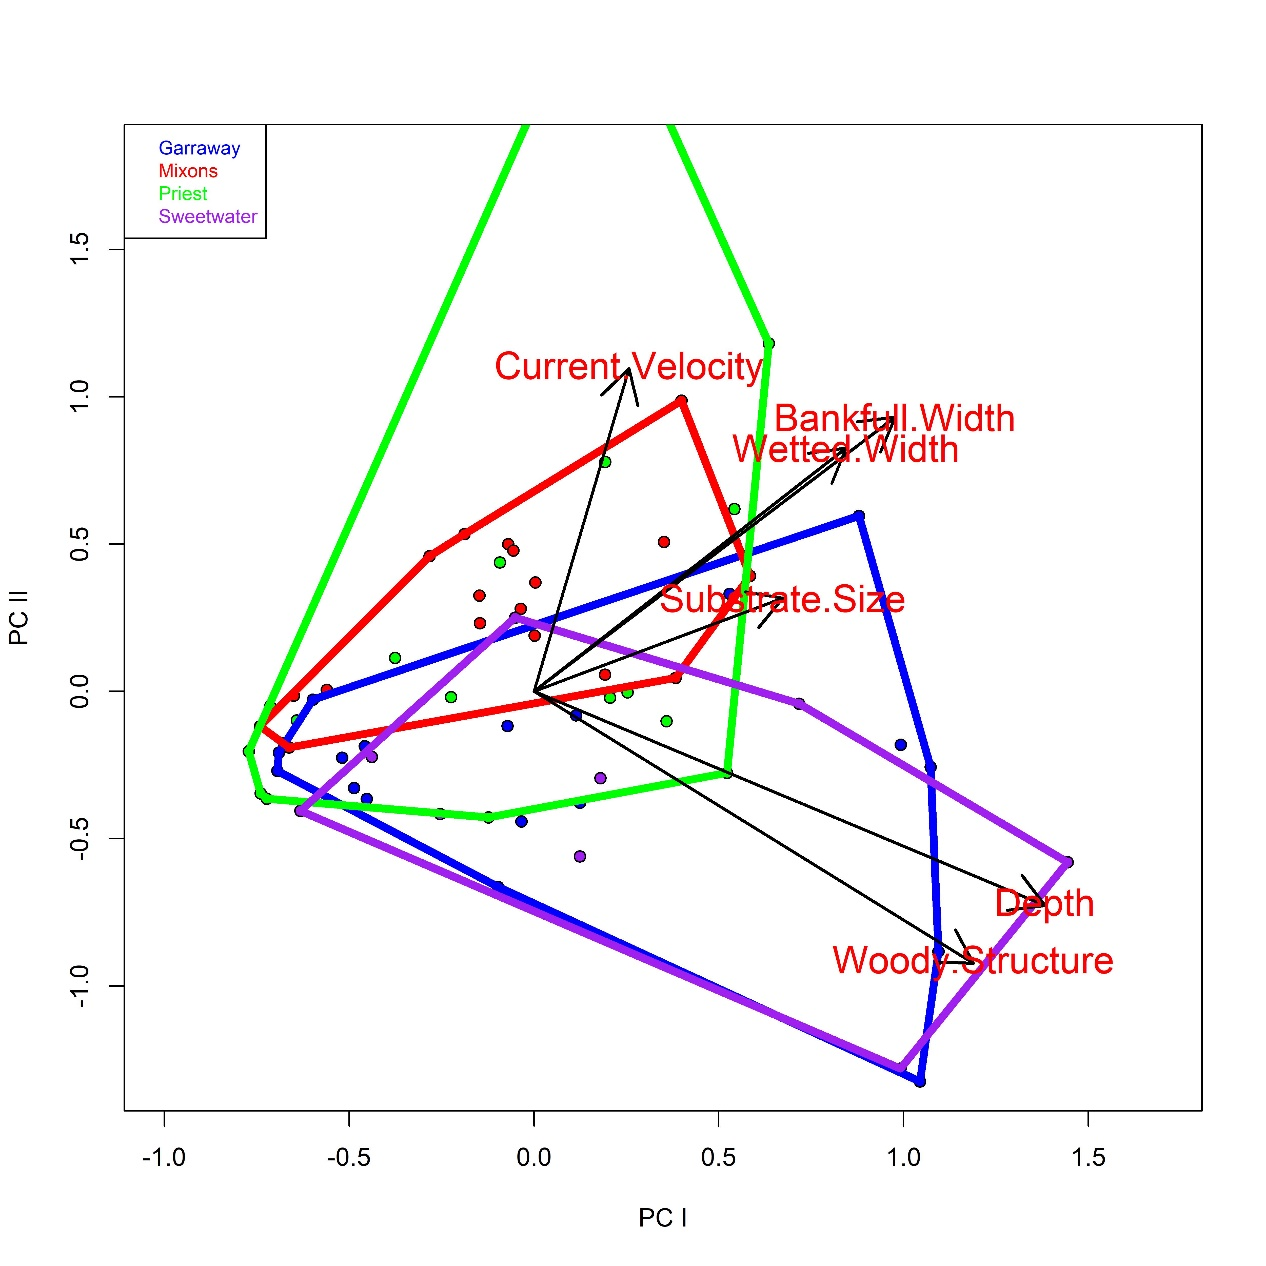 Garraway
Mixons
Priest
Sweetwater
1.5
1.0
0.5
0.0
-0.5
-1.0
PC II
Current.Velocity
Bankfull.Width
Wetted.Width
Substrate.Size
Depth
Woody.Structure
-1.0 -0.5 0.0 0.5 1.0 1.5
PC I